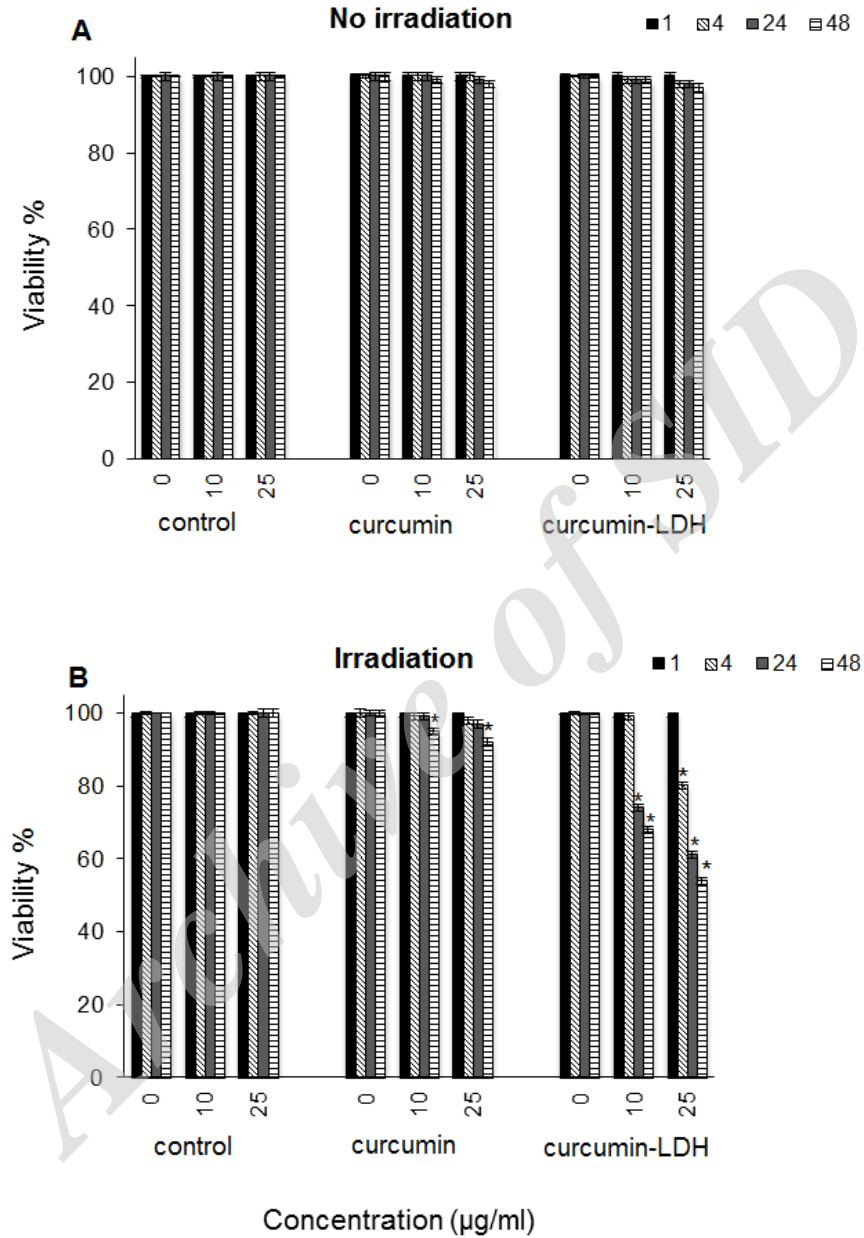 A
No irradiation
1 4 24 48
Viability %
100
80
60
40
20
0
0 10 25 0 10 25 0 10 25
control curcumin curcumin-LDH
B
Irradiation
1 4 24 48
Viability %
100
80
60
40
20
0
* * * * * * *
0 10 25 0 10 25 0 10 25
control curcumin curcumin-LDH
Concentration (µg/ml)
Archive of SID